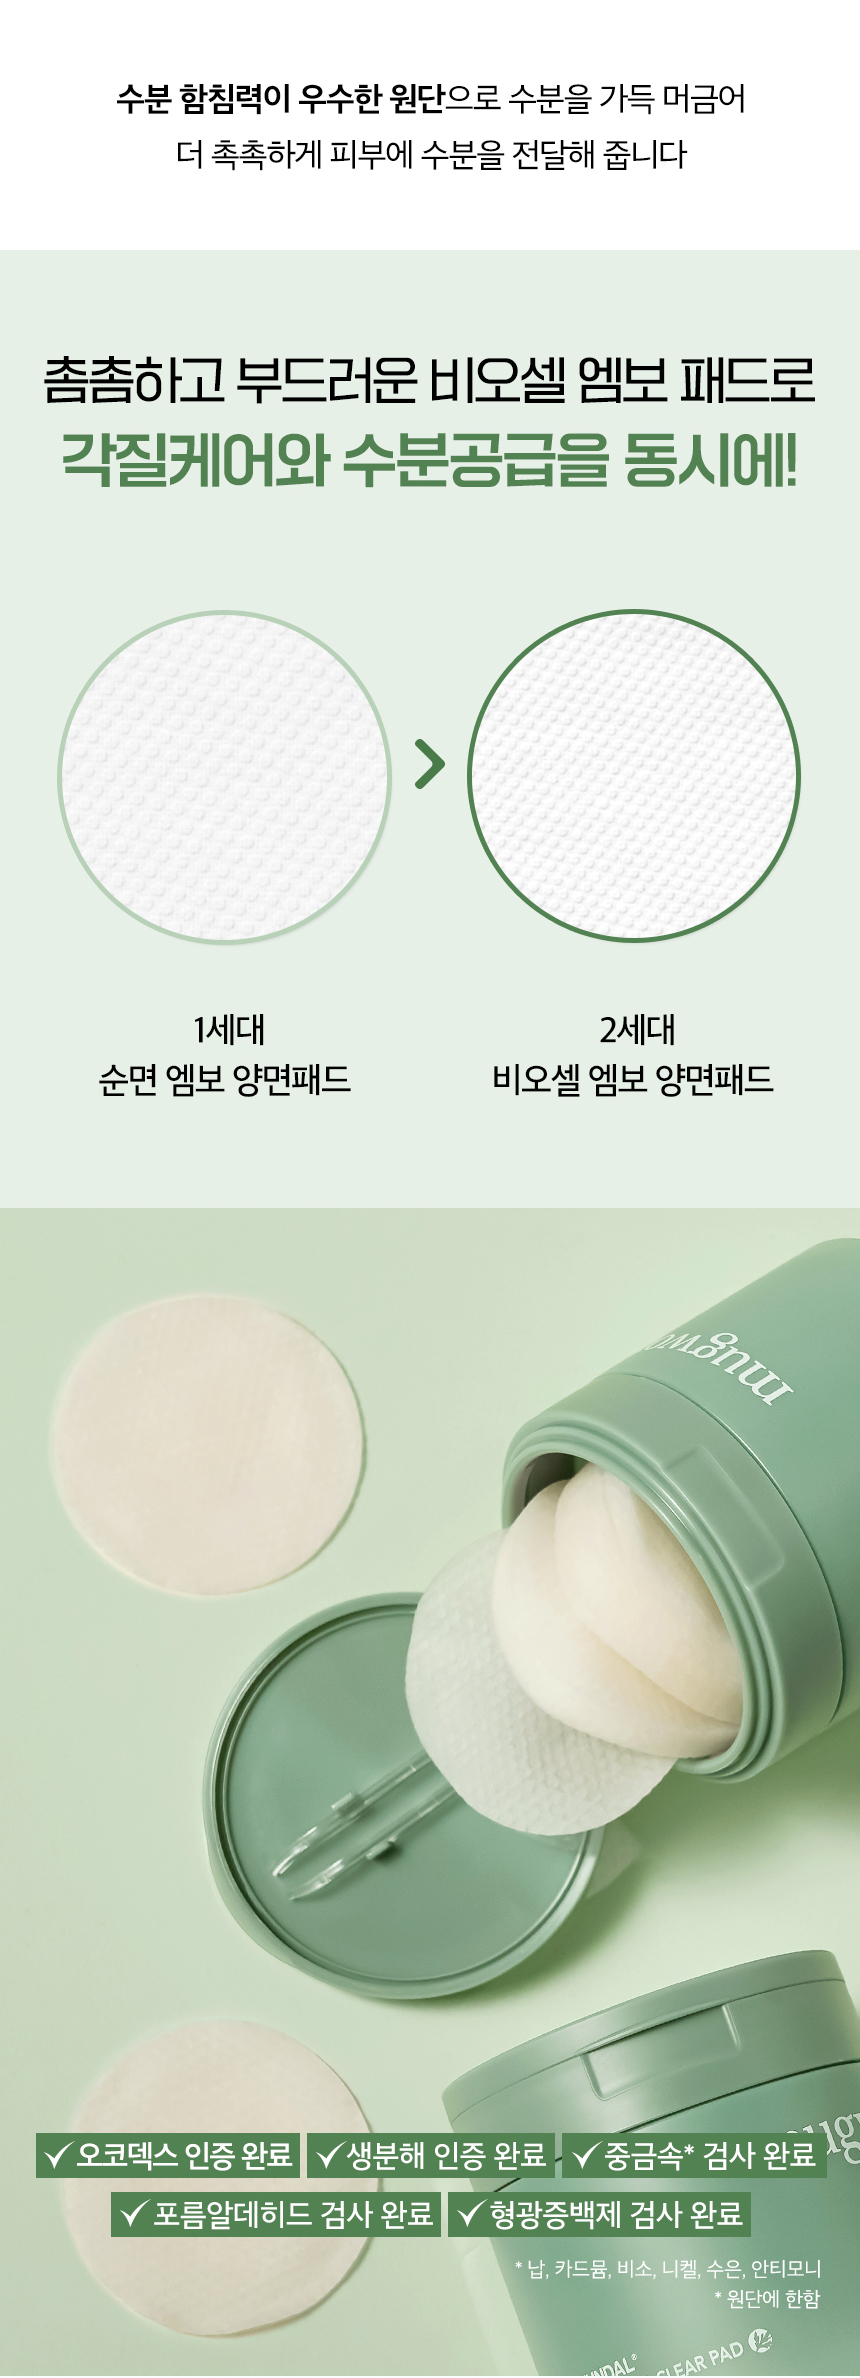 수분 함침력이 우수한 원단으로 수분을 가득 머금어
더 촉촉하게 피부에 수분을 전달해 줍니다
촘촘하고 부드러운 비오셀 엠보 패드로
각질케어와 수분공급을 동시에!
1세대
순면 엠보 양면패드
2세대
비오셀 엠보 양면패드
오코덱스 인증 완료
생분해 인증 완료
중금속* 검사 완료
포름알데히드 검사 완료
형광증백제 검사 완료
* 납, 카드뮴, 비소, 니켈, 수은, 안티모니
* 원단에 한함
CLEAR PAD